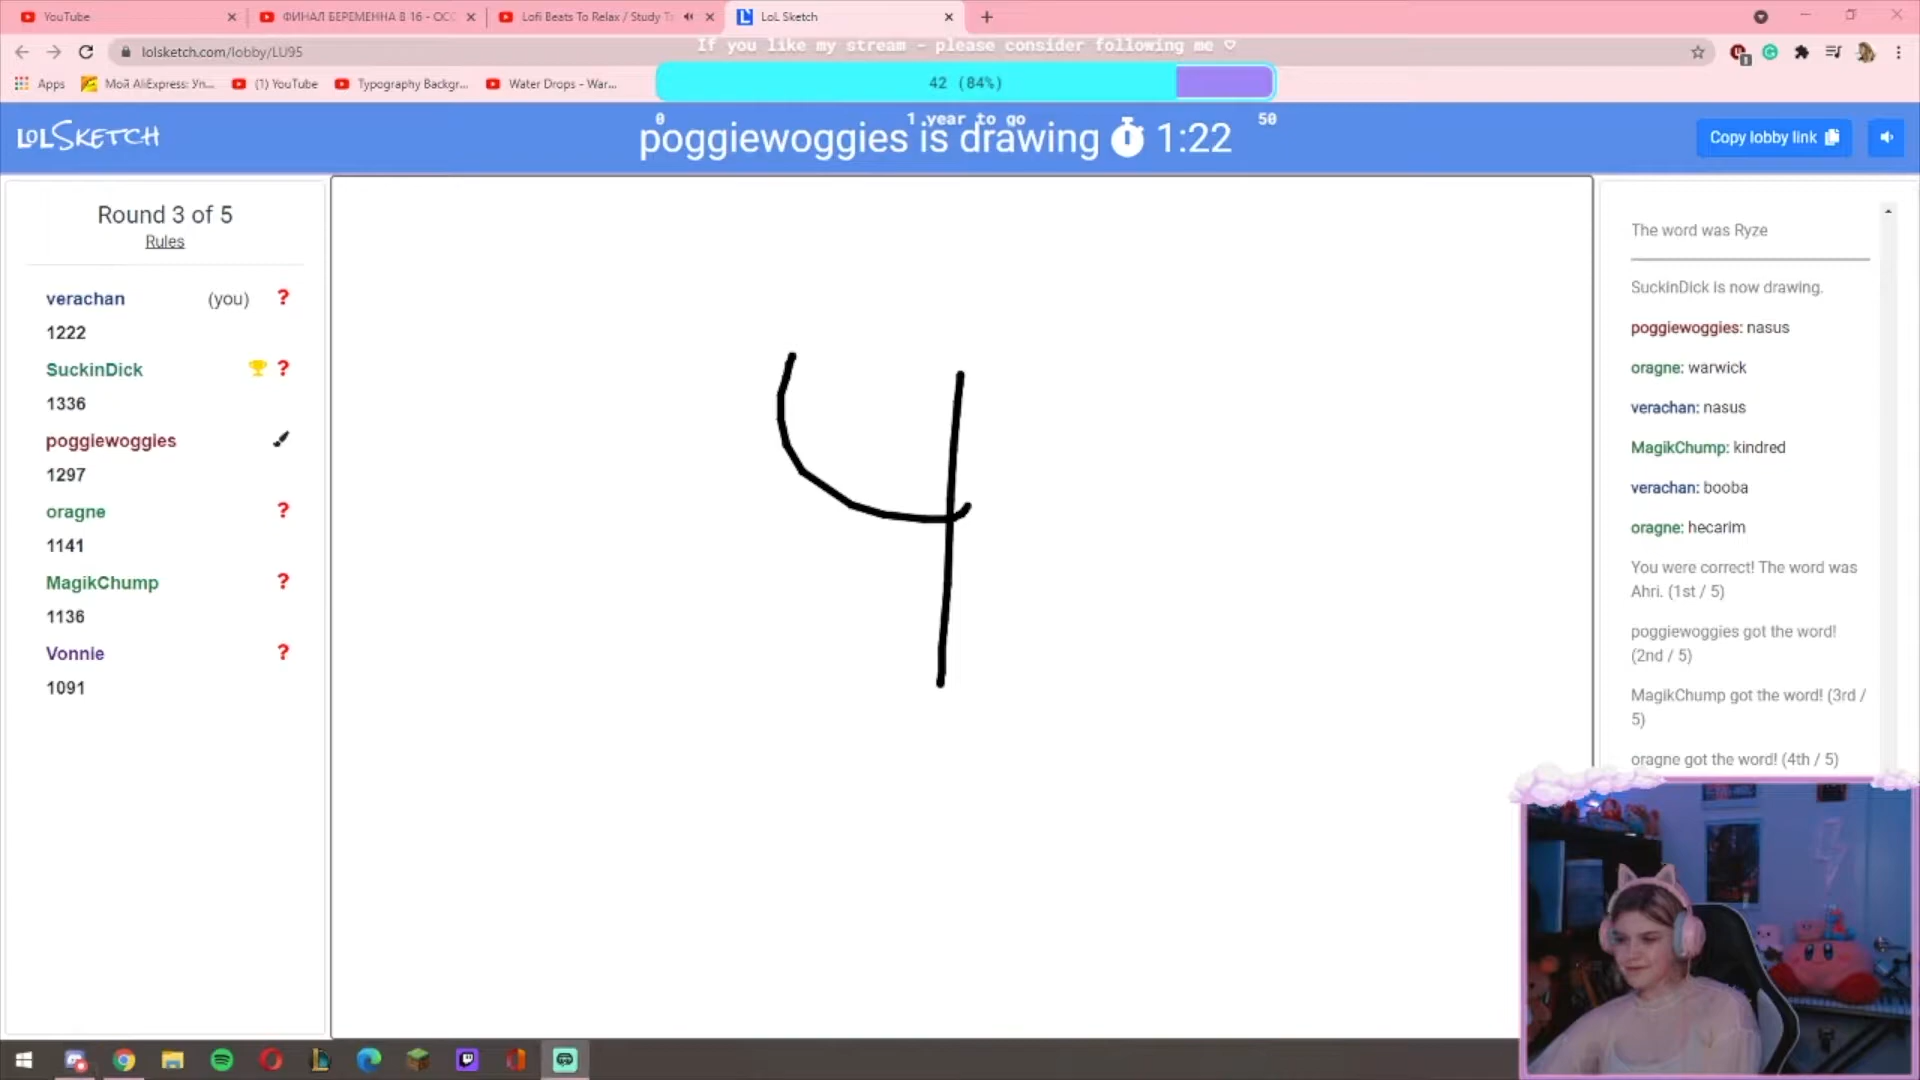 YouTube
ФИНАЛ БЕРЕМЕННА В 16 - ОСС
Lofi Beats To Relax / Study T
LoL Sketch
lolsketch.com/lobby/LU95
If you like my stream - please consider following me ♡
Apps
Мой AliExpress: Уп...
(1) YouTube
Typography Backgr...
Water Drops - War...
42 (84%)
0
1 year to go
50
LOLSKETCH
poggiewoggies is drawing 1:22
Copy lobby link
Round 3 of 5
Rules
verachan (you) ?
1222
SuckinDick ?
1336
poggiewoggies
1297
oragne ?
1141
MagikChump ?
1136
Vonnie ?
1091
4
The word was Ryze
SuckinDick is now drawing.
poggiewoggies: nasus
oragne: warwick
verachan: nasus
MagikChump: kindred
verachan: booba
oragne: hecarim
You were correct! The word was
Ahri. (1st / 5)
poggiewoggies got the word!
(2nd / 5)
MagikChump got the word! (3rd /
5)
oragne got the word! (4th / 5)